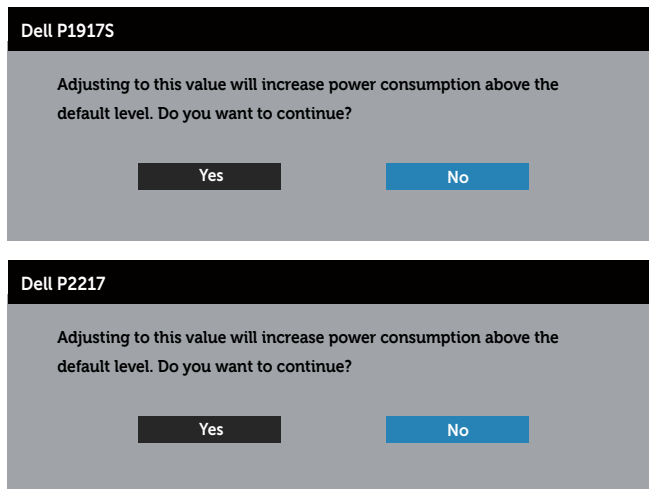 Dell P1917S
Adjusting to this value will increase power consumption above the
default level. Do you want to continue?
Yes No
Dell P2217
Adjusting to this value will increase power consumption above the
default level. Do you want to continue?
Yes No